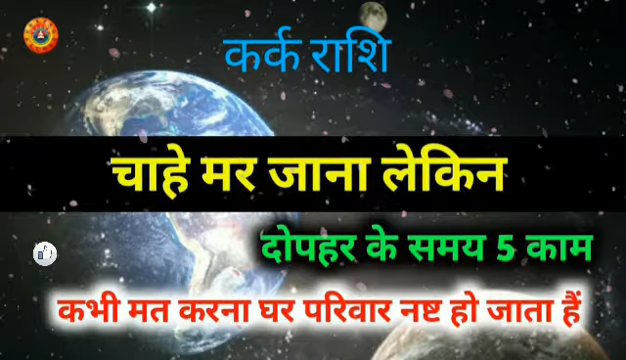 कर्क राशि
चाहे मर जाना लेकिन
दोपहर के समय 5 काम
कभी मत करना घर परिवार नष्ट हो जाता हैं